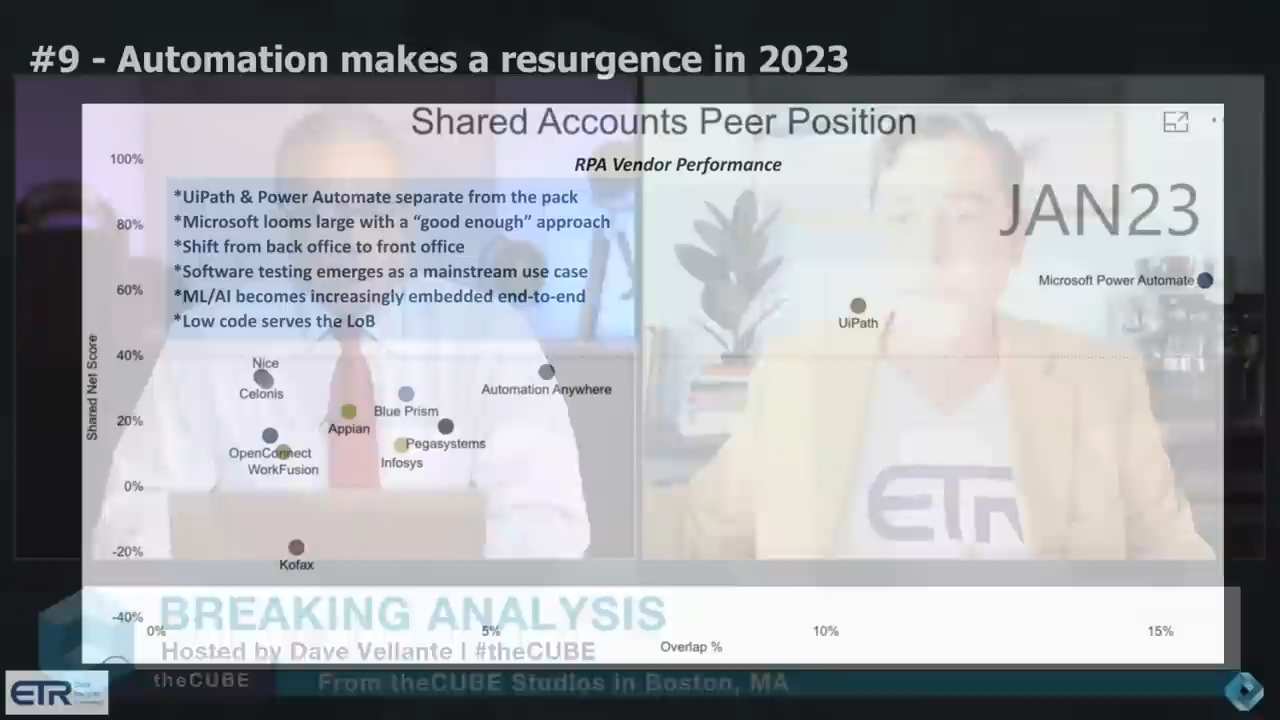 #9 - Automation makes a resurgence in 2023
Shared Accounts Peer Position
RPA Vendor Performance
JAN23
*UiPath & Power Automate separate from the pack
*Microsoft looms large with a “good enough” approach
*Shift from back office to front office
*Software testing emerges as a mainstream use case
*ML/AI becomes increasingly embedded end-to-end
*Low code serves the LoB
Shared Net Score
100%
80%
60%
40%
20%
0%
-20%
-40%
Microsoft Power Automate
UiPath
Nice
Celonis
Automation Anywhere
Blue Prism
Appian
Pegasystems
OpenConnect
Infosys
WorkFusion
Kofax
0%
5%
10%
15%
Overlap %
ETR
BREAKING ANALYSIS
Hosted by Dave Vellante | #theCUBE
theCUBE
From theCUBE Studios in Boston, MA
ETR